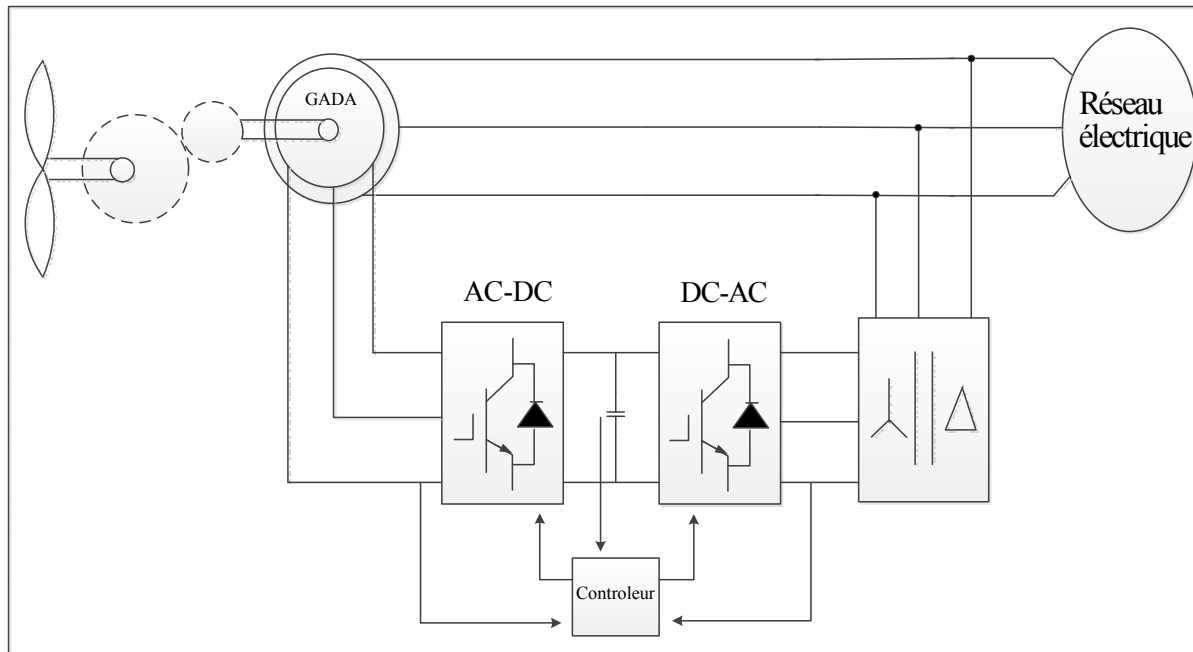 GADA
Réseau
électrique
AC-DC
DC-AC
Controleur